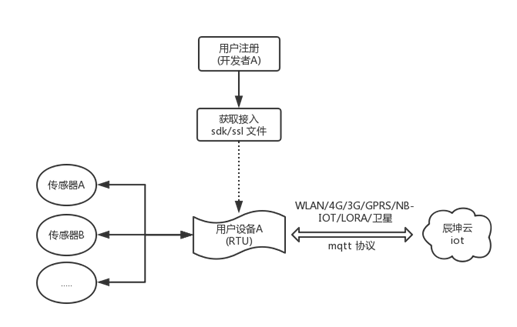 用户注册
(开发者A)
获取接入
sdk/ssl 文件
传感器A
传感器B
.....
用户设备A
(RTU)
WLAN/4G/3G/GPRS/NB-
IOT/LORA/卫星
mqtt 协议
辰坤云
iot